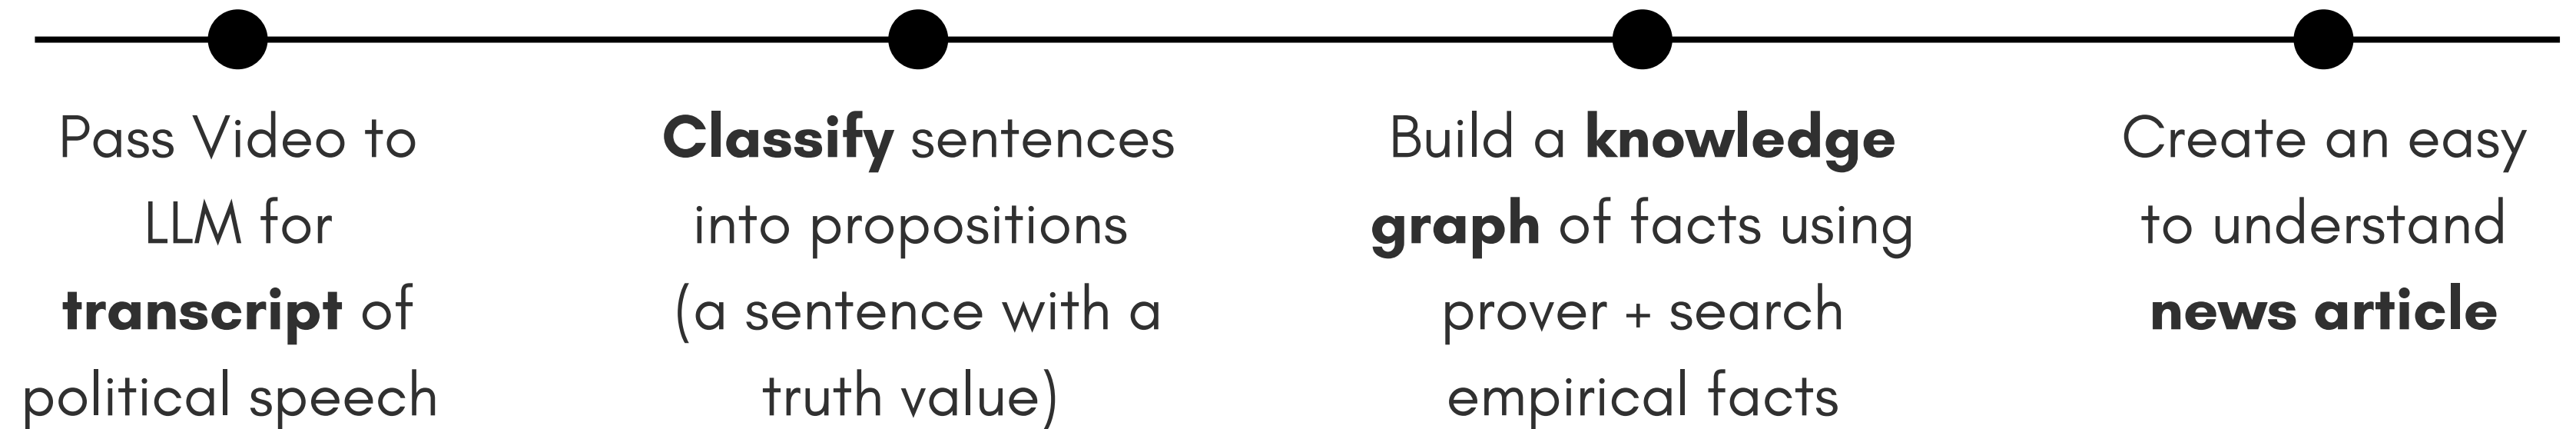 Pass Video to
LLM for
transcript of
political speech
Classify sentences
into propositions
(a sentence with a
truth value)
Build a knowledge
graph of facts using
prover + search
empirical facts
Create an easy
to understand
news article